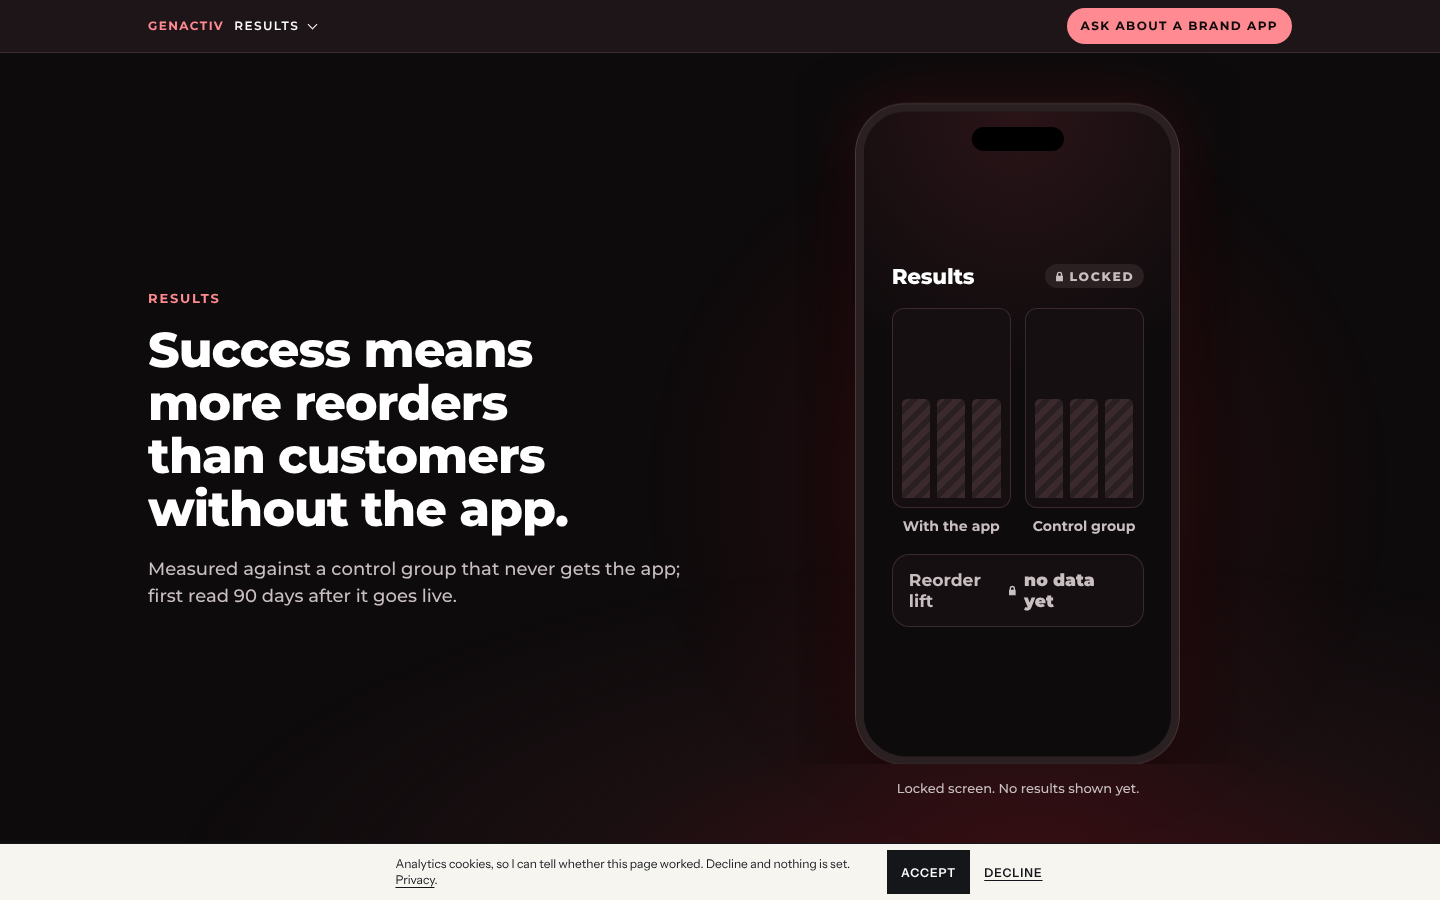 GENACTIV RESULTS
ASK ABOUT A BRAND APP
RESULTS
Success means
more reorders
than customers
without the app.
Measured against a control group that never gets the app;
first read 90 days after it goes live.
Results
LOCKED
With the app
Control group
Reorder
lift
no data
yet
Locked screen. No results shown yet.
Analytics cookies, so I can tell whether this page worked. Decline and nothing is set.
Privacy.
ACCEPT
DECLINE